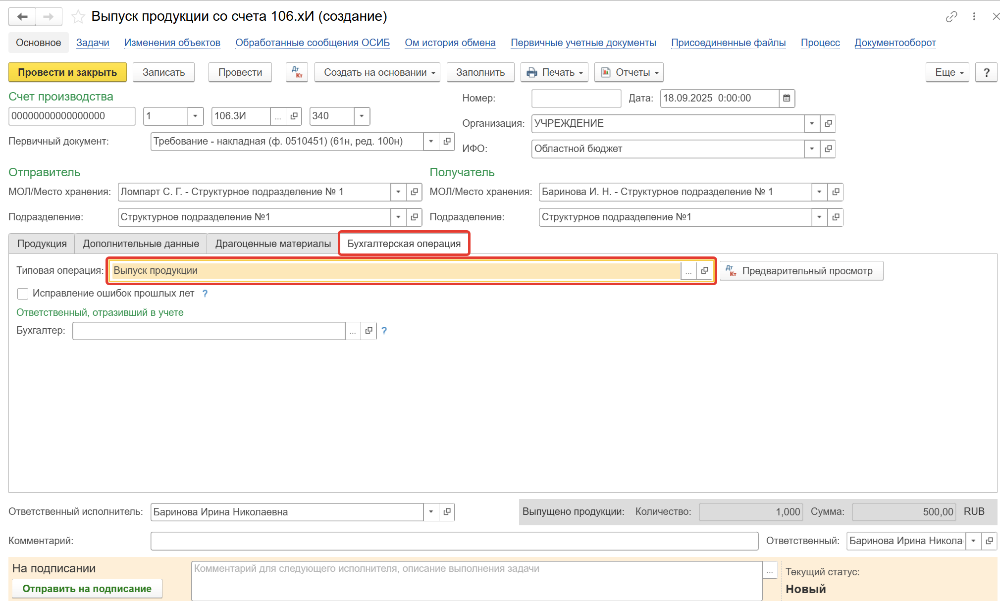 Выпуск продукции со счета 106.хИ (создание)
Основное Задачи Изменения объектов Обработанные сообщения ОСИБ Ом история обмена Первичные учетные документы Присоединенные файлы Процесс Документооборот
Провести и закрыть Записать Провести Дт Кт Создать на основании Заполнить Печать Отчеты Еще ?
Счет производства
Номер: Дата: 18.09.2025 0:00:00
00000000000000000 1 106.3И ... 340
Организация: УЧРЕЖДЕНИЕ
Первичный документ: Требование - накладная (ф. 0510451) (61н, ред. 100н)
ИФО: Областной бюджет
Отправитель Получатель
МОЛ/Место хранения: Ломпарт С. Г. - Структурное подразделение № 1 МОЛ/Место хранения: Баринова И. Н. - Структурное подразделение № 1
Подразделение: Структурное подразделение №1 Подразделение: Структурное подразделение №1
Продукция Дополнительные данные Драгоценные материалы Бухгалтерская операция
Типовая операция: Выпуск продукции ... Дт Кт Предварительный просмотр
Исправление ошибок прошлых лет ?
Ответственный, отразивший в учете
Бухгалтер: ... ?
Ответственный исполнитель: Баринова Ирина Николаевна Выпущено продукции: Количество: 1,000 Сумма: 500,00 RUB
Комментарий: Ответственный: Баринова Ирина Никола
На подписании Комментарий для следующего исполнителя, описание выполнения задачи ... Текущий статус:
Отправить на подписание Новый